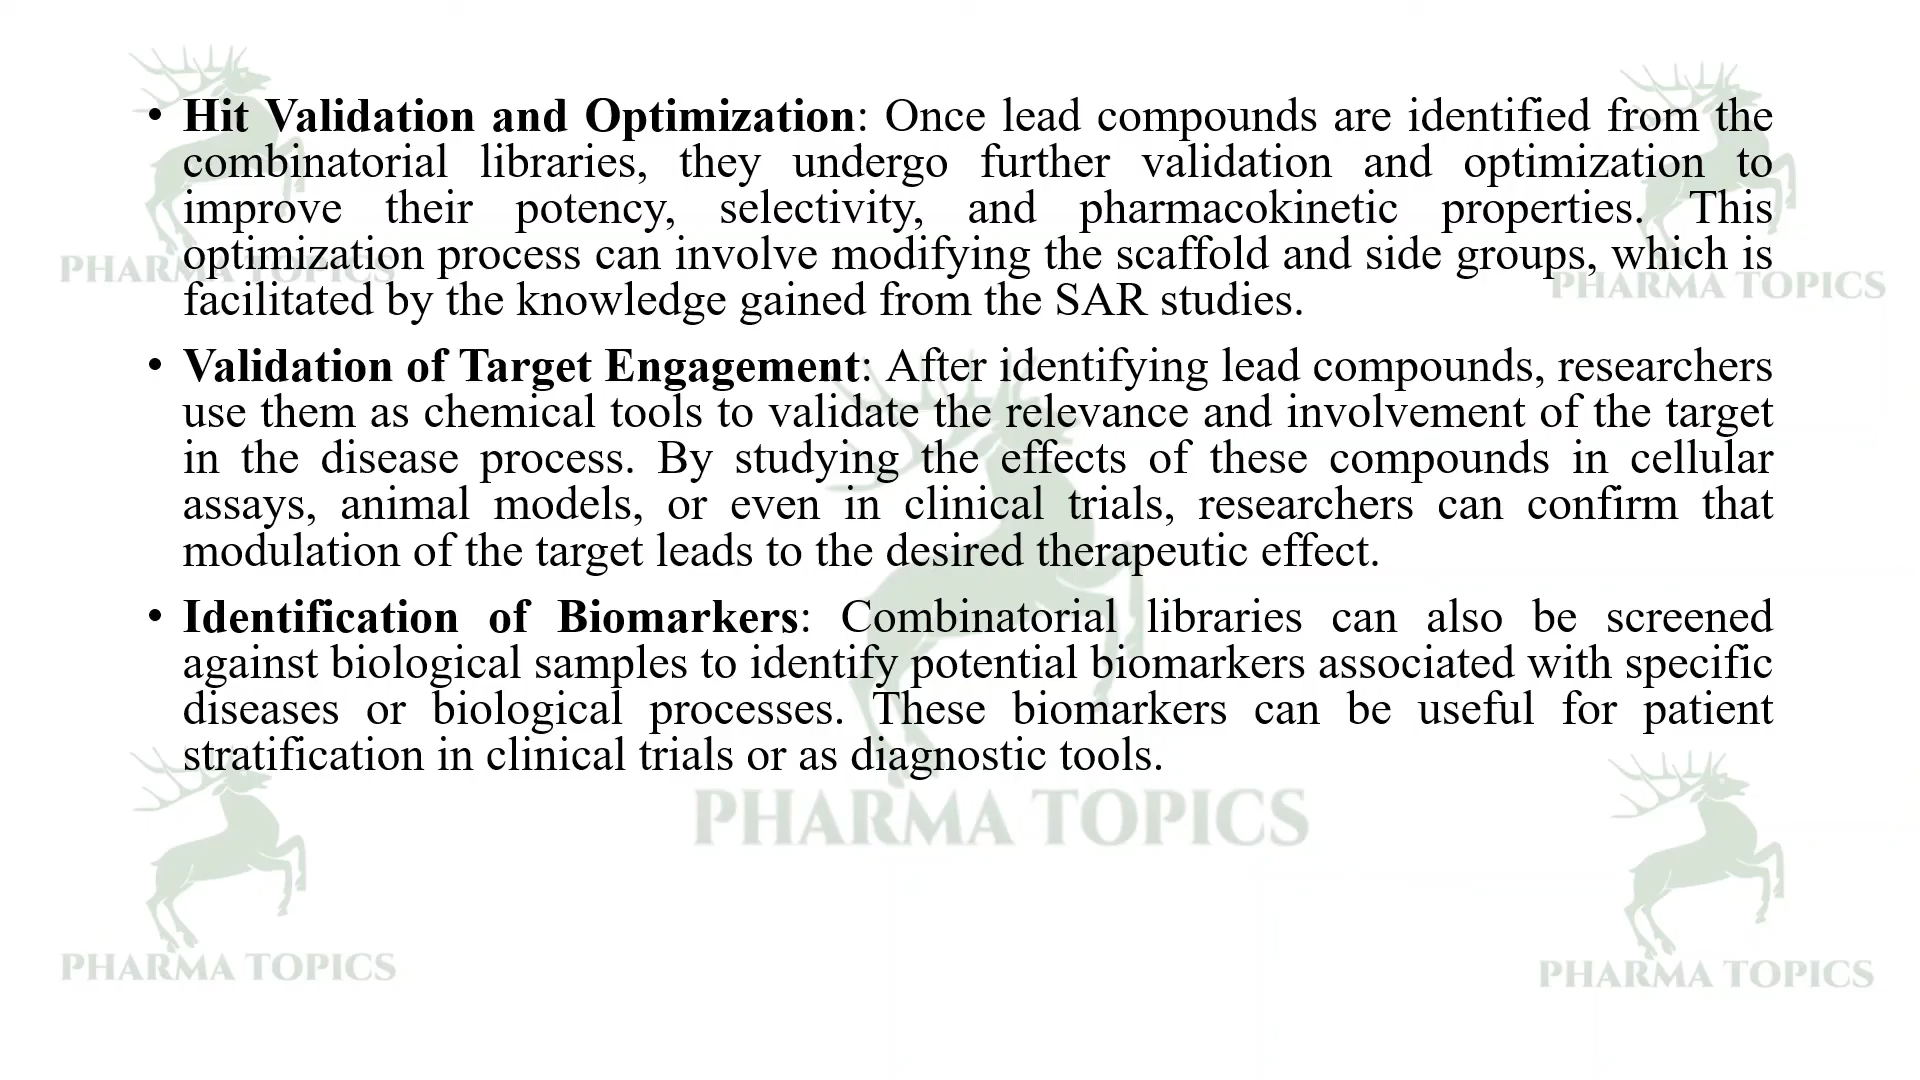 • Hit Validation and Optimization: Once lead compounds are identified from the
combinatorial libraries, they undergo further validation and optimization to
improve their potency, selectivity, and pharmacokinetic properties. This
optimization process can involve modifying the scaffold and side groups, which is
facilitated by the knowledge gained from the SAR studies.
• Validation of Target Engagement: After identifying lead compounds, researchers
use them as chemical tools to validate the relevance and involvement of the target
in the disease process. By studying the effects of these compounds in cellular
assays, animal models, or even in clinical trials, researchers can confirm that
modulation of the target leads to the desired therapeutic effect.
• Identification of Biomarkers: Combinatorial libraries can also be screened
against biological samples to identify potential biomarkers associated with specific
diseases or biological processes. These biomarkers can be useful for patient
stratification in clinical trials or as diagnostic tools.
PHARMA TOPICS
PHARMA TOPICS
PHARMA TOPICS
PHARMA TOPICS
PHARMA TOPICS